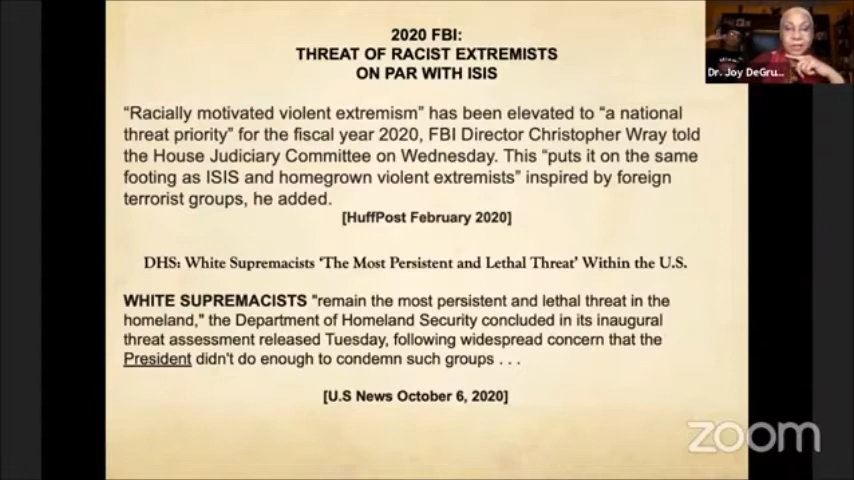 2020 FBI:
THREAT OF RACIST EXTREMISTS
ON PAR WITH ISIS
Dr. Joy DeGru...
“Racially motivated violent extremism” has been elevated to “a national
threat priority” for the fiscal year 2020, FBI Director Christopher Wray told
the House Judiciary Committee on Wednesday. This “puts it on the same
footing as ISIS and homegrown violent extremists” inspired by foreign
terrorist groups, he added.
[HuffPost February 2020]
DHS: White Supremacists ‘The Most Persistent and Lethal Threat’ Within the U.S.
WHITE SUPREMACISTS "remain the most persistent and lethal threat in the
homeland," the Department of Homeland Security concluded in its inaugural
threat assessment released Tuesday, following widespread concern that the
President didn't do enough to condemn such groups . . .
[U.S News October 6, 2020]
zoom